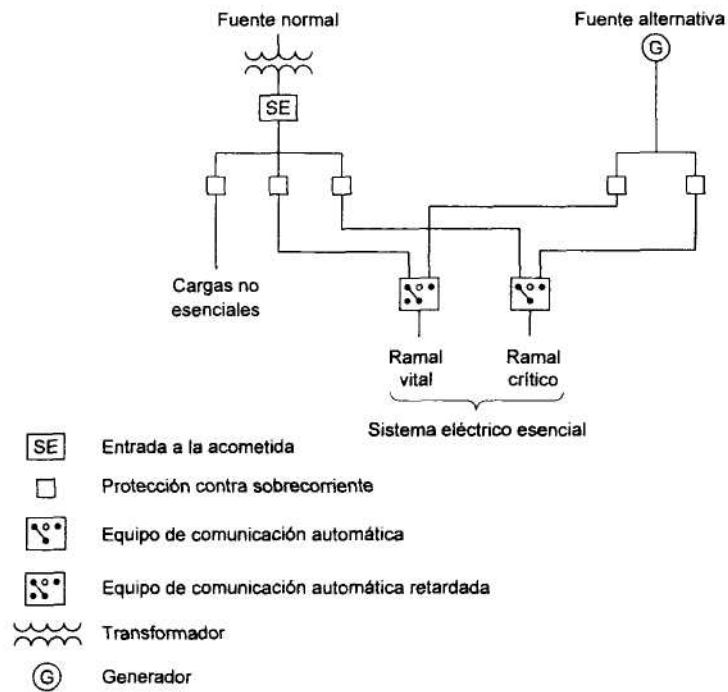 Fuente normal
Fuente alternativa
G
SE
Cargas no
esenciales
Ramal
vital
Ramal
crítico
Sistema eléctrico esencial
SE Entrada a la acometida
Protección contra sobrecorriente
Equipo de comunicación automática
Equipo de comunicación automática retardada
Transformador
G Generador